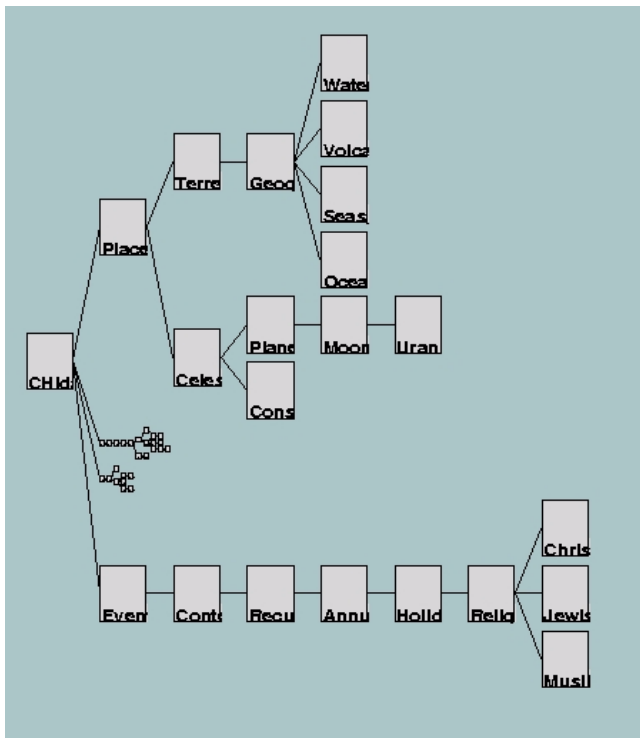 Wate
Volca
Terre
Geog
Seas
Place
Ocea
Plane
Moon
Uran
CHid
Celes
Cons
Chris
Even
Conte
Recu
Annu
Holid
Relig
Jewis
Musli